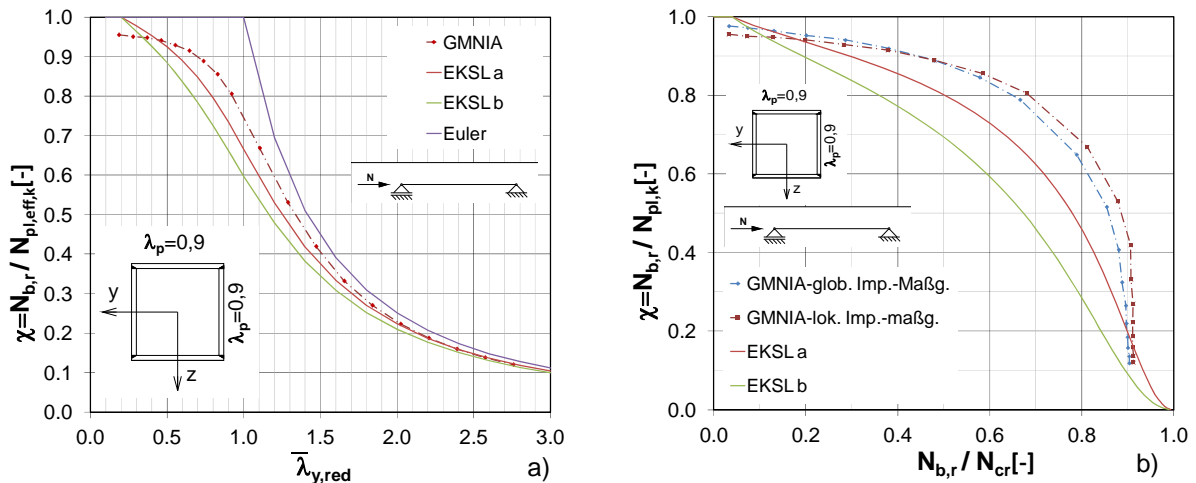 χ=N_b,r / N_pl,eff,k[-]
1.0
0.9
0.8
0.7
0.6
0.5
0.4
0.3
0.2
0.1
0.0
0.0 0.5 1.0 1.5 2.0 2.5 3.0
λ̅_y,red
a)
GMNIA
EKSL a
EKSL b
Euler
N
λ_p=0,9
λ_p=0,9
y
z
χ=N_b,r / N_pl,k[-]
1.0
0.8
0.6
0.4
0.2
0.0
0.0 0.2 0.4 0.6 0.8 1.0
N_b,r / N_cr[-]
b)
λ_p=0,9
λ_p=0,9
y
z
N
GMNIA-glob. Imp.-Maßg.
GMNIA-lok. Imp.-maßg.
EKSL a
EKSL b